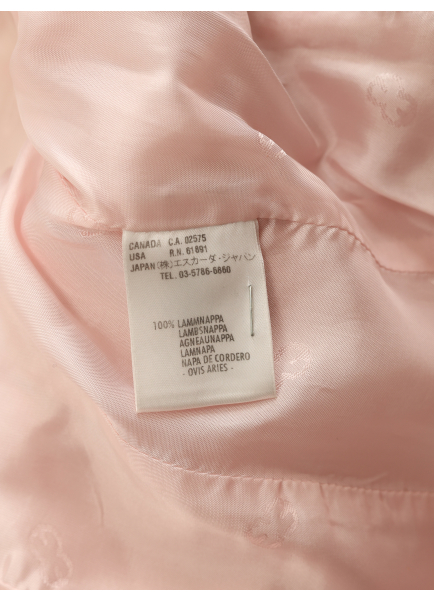 CANADA C.A. 02575
USA R.N. 61891
JAPAN (株)エスカーダ・ジャパン
TEL. 03-5786-6660
100% LAMMNAPPA
LAMBSNAPPA
AGNEAUNAPPA
LAMNAPA
NAPA DE CORDERO
- OVIS ARIES -